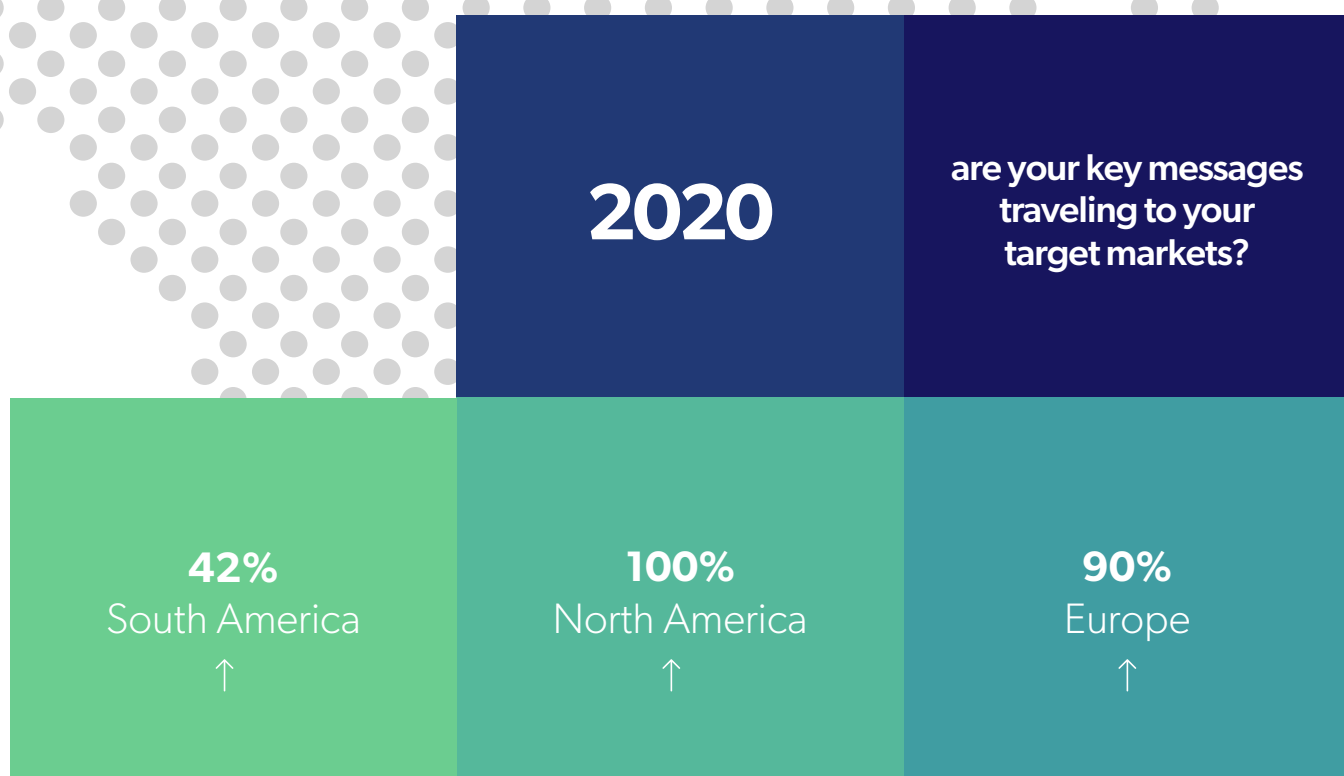 2020
are your key messages
traveling to your
target markets?
42%
South America
↑
100%
North America
↑
90%
Europe
↑